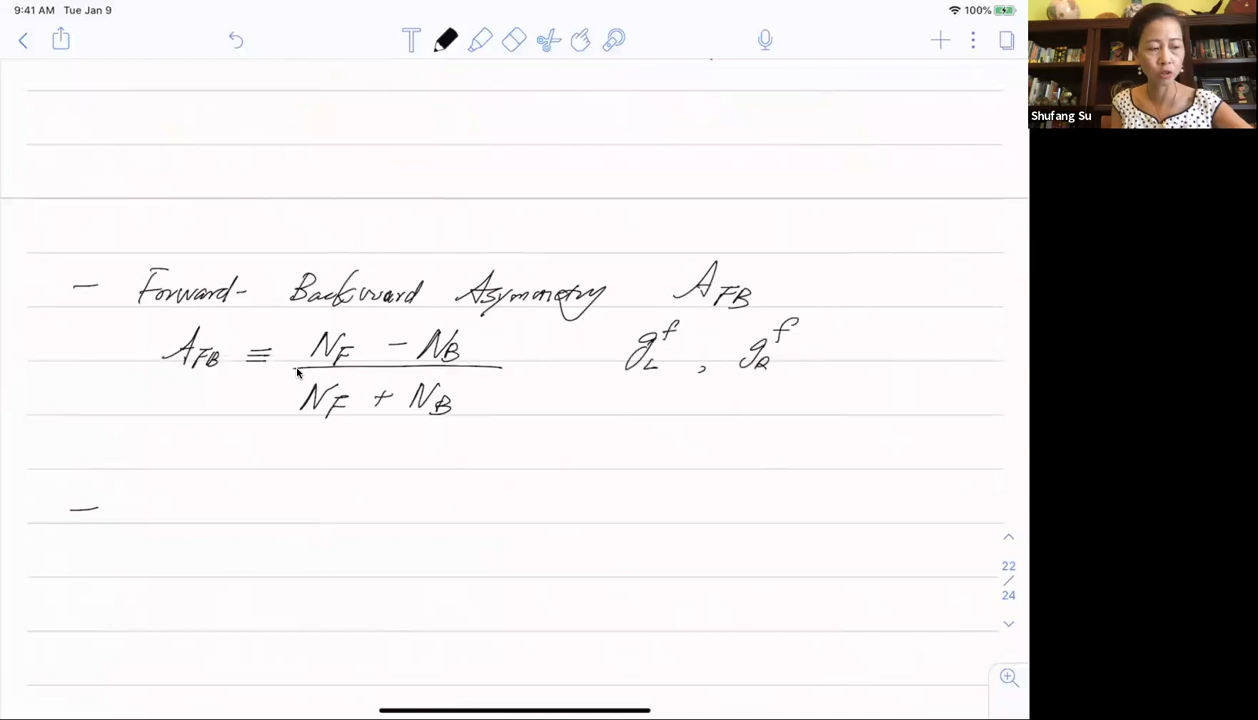 9:41 AM Tue Jan 9
100%
Shufang Su
– Forward- Backward Asymmetry A_FB
A_FB ≡ (N_F − N_B) / (N_F + N_B) g_L^f , g_R^f
–
22
/
24